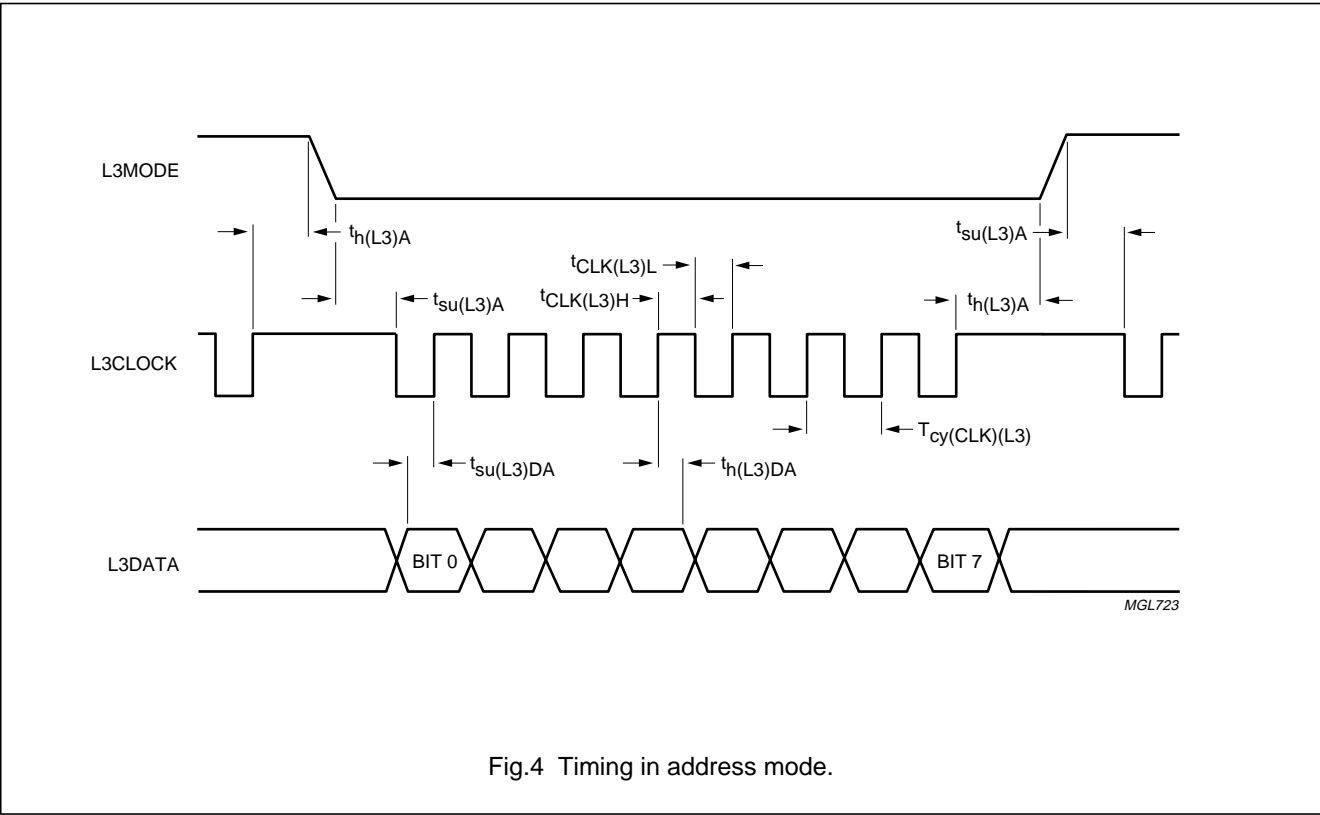 L3MODE
th(L3)A
tsu(L3)A
tCLK(L3)L
tsu(L3)A
tCLK(L3)H
th(L3)A
L3CLOCK
Tcy(CLK)(L3)
tsu(L3)DA
th(L3)DA
L3DATA
BIT 0
BIT 7
MGL723
Fig.4 Timing in address mode.